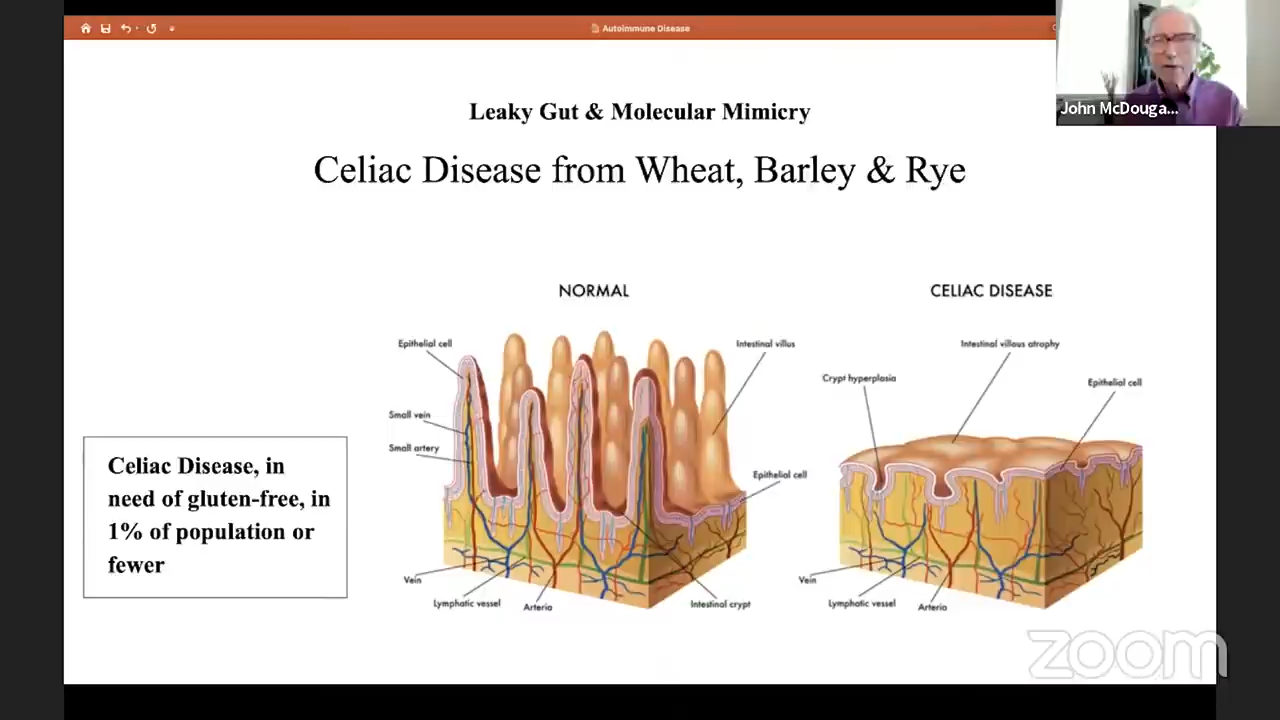 Autoimmune Disease
John McDouga...
Leaky Gut & Molecular Mimicry
Celiac Disease from Wheat, Barley & Rye
NORMAL
Epithelial cell
Intestinal villus
Small vein
Small artery
Epithelial cell
Vein
Lymphatic vessel
Arteria
Intestinal crypt
CELIAC DISEASE
Intestinal villous atrophy
Crypt hyperplasia
Epithelial cell
Vein
Lymphatic vessel
Arteria
Celiac Disease, in
need of gluten-free, in
1% of population or
fewer
zoom